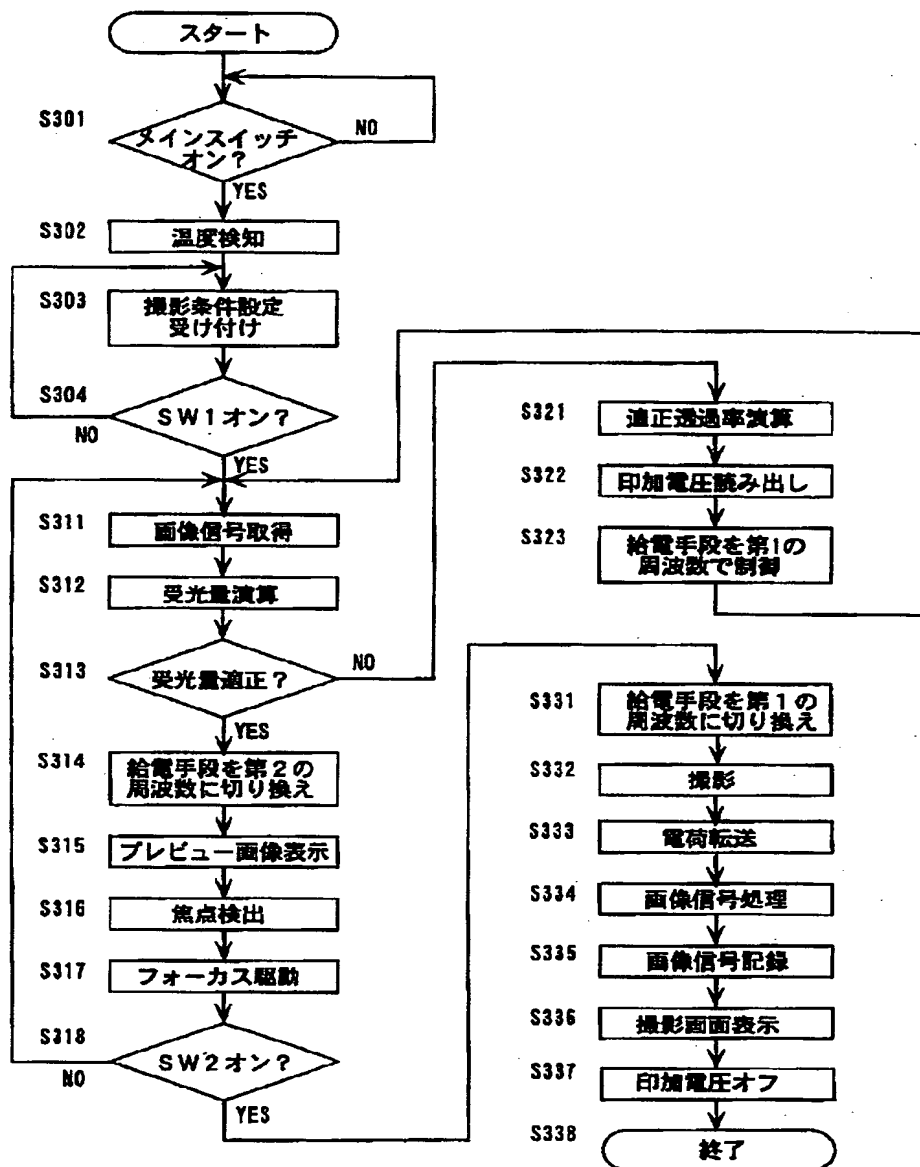 スタート
S301
メインスイッチ
オン？
NO
YES
S302
温度検知
S303
撮影条件設定
受け付け
S304
SW1オン？
NO
YES
S311
画像信号取得
S312
受光量演算
S313
受光量適正？
NO
YES
S314
給電手段を第２の
周波数に切り換え
S315
プレビュー画像表示
S316
焦点検出
S317
フォーカス駆動
S318
SW2オン？
NO
YES
S321
適正透過率演算
S322
印加電圧読み出し
S323
給電手段を第1の
周波数で制御
S331
給電手段を第１の
周波数に切り換え
S332
撮影
S333
電荷転送
S334
画像信号処理
S335
画像信号記録
S336
撮影画面表示
S337
印加電圧オフ
S338
終了